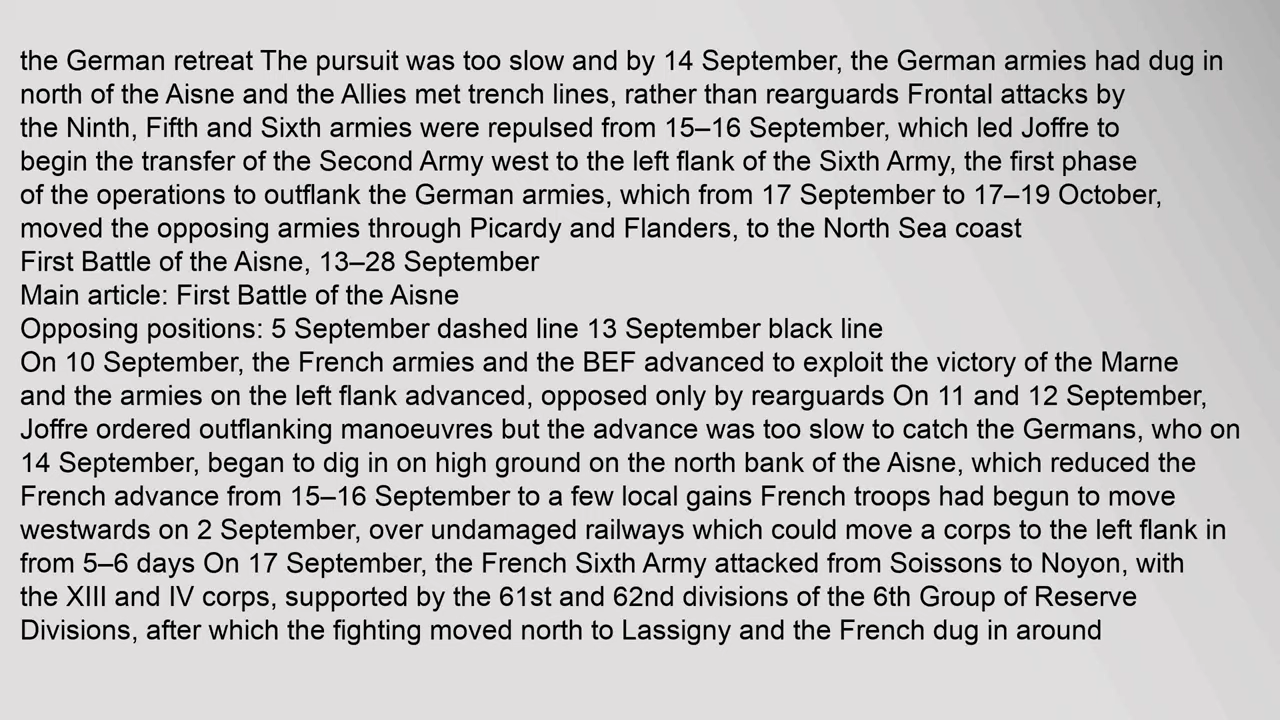 the German retreat The pursuit was too slow and by 14 September, the German armies had dug in
north of the Aisne and the Allies met trench lines, rather than rearguards Frontal attacks by
the Ninth, Fifth and Sixth armies were repulsed from 15–16 September, which led Joffre to
begin the transfer of the Second Army west to the left flank of the Sixth Army, the first phase
of the operations to outflank the German armies, which from 17 September to 17–19 October,
moved the opposing armies through Picardy and Flanders, to the North Sea coast
First Battle of the Aisne, 13–28 September
Main article: First Battle of the Aisne
Opposing positions: 5 September dashed line 13 September black line
On 10 September, the French armies and the BEF advanced to exploit the victory of the Marne
and the armies on the left flank advanced, opposed only by rearguards On 11 and 12 September,
Joffre ordered outflanking manoeuvres but the advance was too slow to catch the Germans, who on
14 September, began to dig in on high ground on the north bank of the Aisne, which reduced the
French advance from 15–16 September to a few local gains French troops had begun to move
westwards on 2 September, over undamaged railways which could move a corps to the left flank in
from 5–6 days On 17 September, the French Sixth Army attacked from Soissons to Noyon, with
the XIII and IV corps, supported by the 61st and 62nd divisions of the 6th Group of Reserve
Divisions, after which the fighting moved north to Lassigny and the French dug in around